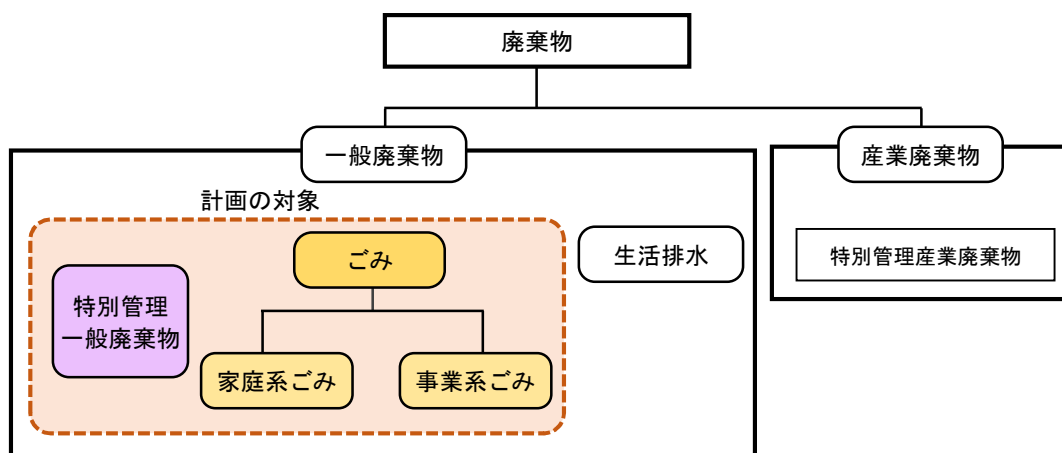 廃棄物
一般廃棄物
産業廃棄物
計画の対象
ごみ
生活排水
特別管理産業廃棄物
特別管理
一般廃棄物
家庭系ごみ
事業系ごみ